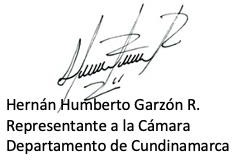 Hernán Humberto Garzón R.
Representante a la Cámara
Departamento de Cundinamarca